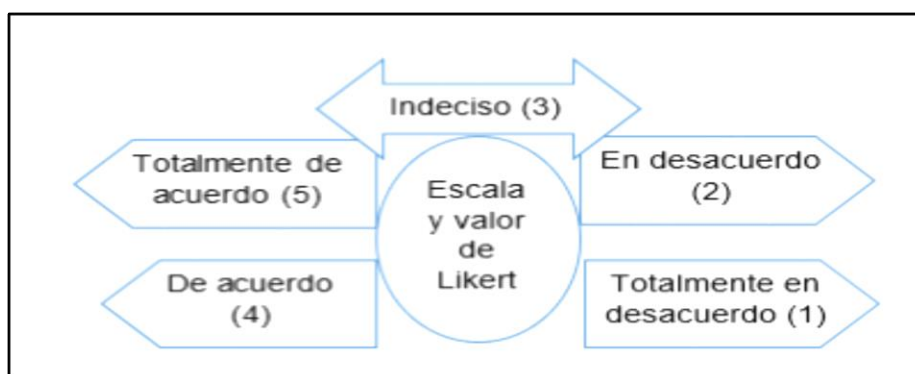 Indeciso (3)
Totalmente de
acuerdo (5)
En desacuerdo
(2)
Escala
y valor
de
Likert
De acuerdo
(4)
Totalmente en
desacuerdo (1)